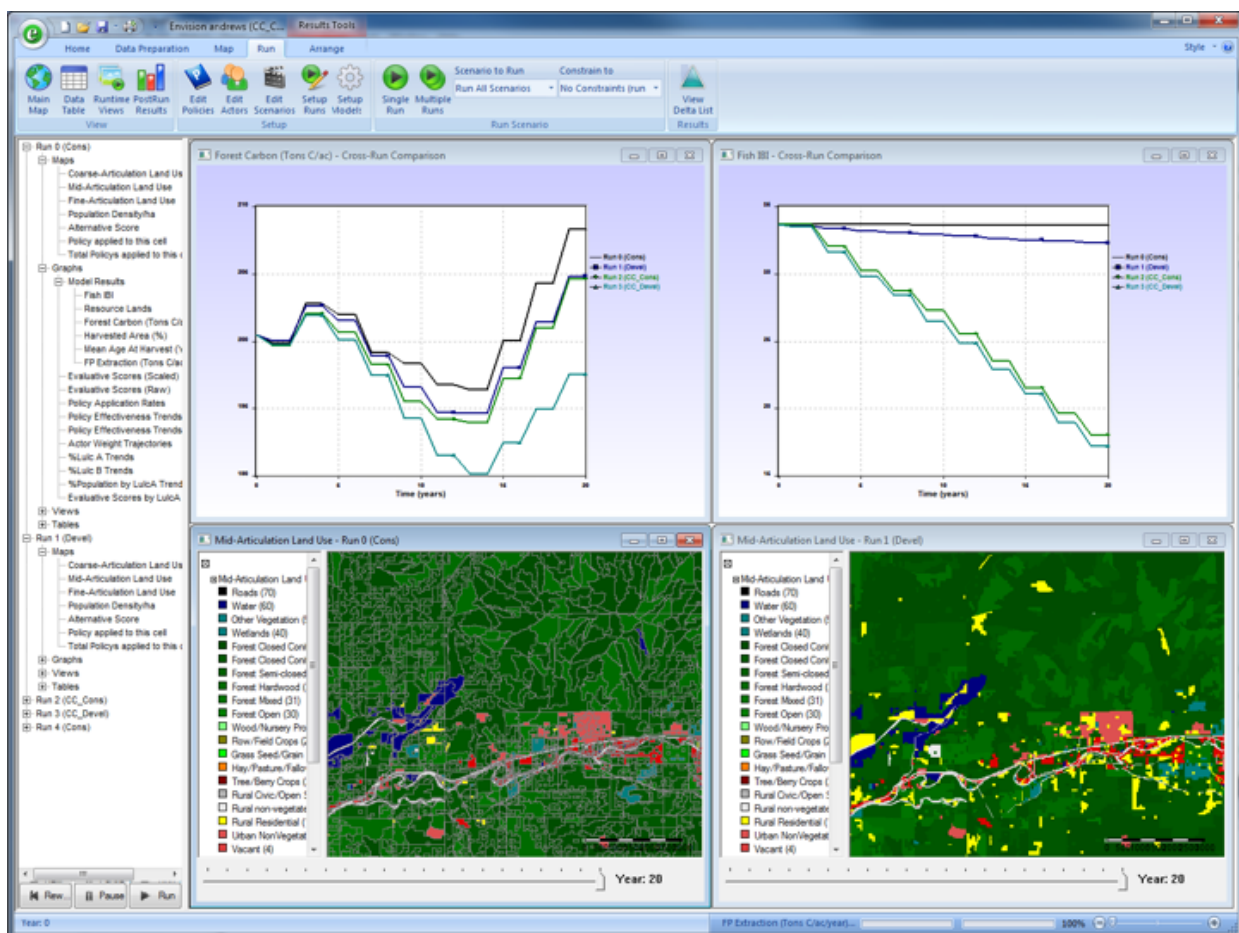 Envision andrews (CC_C...
Results Tools
Home
Data Preparation
Map
Run
Arrange
Style
Main Map
Data Table
Runtime Views
PostRun Results
View
Edit Policies
Edit Actors
Edit Scenarios
Setup Runs
Setup Models
Setup
Single Run
Multiple Runs
Scenario to Run
Run All Scenarios
Constrain to
No Constraints (run
Run Scenario
View Delta List
Results
Run 0 (Cons)
Maps
Coarse-Articulation Land Us
Mid-Articulation Land Use
Fine-Articulation Land Use
Population Density/ha
Alternative Score
Policy applied to this cell
Total Policys applied to this c
Graphs
Model Results
Fish IBI
Resource Lands
Forest Carbon (Tons C/a
Harvested Area (%)
Mean Age At Harvest (
FP Extraction (Tons C/ac
Evaluative Scores (Scaled)
Evaluative Scores (Raw)
Policy Application Rates
Policy Effectiveness Trends
Policy Effectiveness Trends
Actor Weight Trajectories
%Lulc A Trends
%Lulc B Trends
%Population by LulcA Trend
Evaluative Scores by LulcA
Views
Tables
Run 1 (Devel)
Maps
Coarse-Articulation Land Us
Mid-Articulation Land Use
Fine-Articulation Land Use
Population Density/ha
Alternative Score
Policy applied to this cell
Total Policys applied to this c
Graphs
Views
Tables
Run 2 (CC_Cons)
Run 3 (CC_Devel)
Run 4 (Cons)
Rew...
Pause
Run
Forest Carbon (Tons C/ac) - Cross-Run Comparison
210
Run 0 (Cons)
Run 1 (Devel)
Run 2 (CC_Cons)
Run 3 (CC_Devel)
0 5 10 15 20
Time (years)
Fish IBI - Cross-Run Comparison
Run 0 (Cons)
Run 1 (Devel)
Run 2 (CC_Cons)
Run 3 (CC_Devel)
Time (years)
Mid-Articulation Land Use - Run 0 (Cons)
Mid-Articulation Land
Roads (70)
Water (60)
Other Vegetation (
Wetlands (40)
Forest Closed Con
Forest Closed Con
Forest Semi-closed
Forest Hardwood (
Forest Mixed (31)
Forest Open (30)
Wood/Nursery Pro
Row/Field Crops (2
Grass Seed/Grain
Hay/Pasture/Fallo
Tree/Berry Crops (
Rural Civic/Open S
Rural non-vegetate
Rural Residential (
Urban NonVegetat
Vacant (4)
Year: 20
Mid-Articulation Land Use - Run 1 (Devel)
Mid-Articulation Land
Roads (70)
Water (60)
Other Vegetation (
Wetlands (40)
Forest Closed Con
Forest Closed Con
Forest Semi-closed
Forest Hardwood (
Forest Mixed (31)
Forest Open (30)
Wood/Nursery Pro
Row/Field Crops (2
Grass Seed/Grain
Hay/Pasture/Fallo
Tree/Berry Crops (
Rural Civic/Open S
Rural non-vegetate
Rural Residential (
Urban NonVegetat
Vacant (4)
Year: 20
Year: 0
FP Extraction (Tons C/ac/year)...
100%